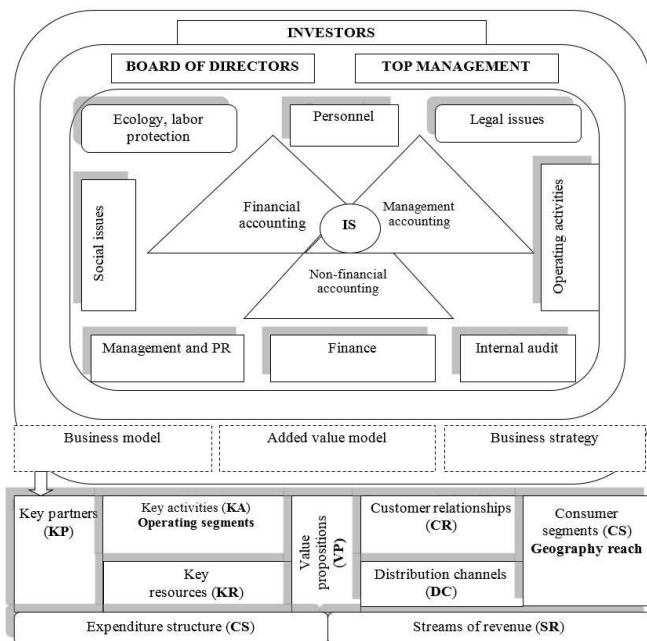 INVESTORS
BOARD OF DIRECTORS
TOP MANAGEMENT
Ecology, labor
protection
Personnel
Legal issues
Social issues
Financial
accounting
IS
Management
accounting
Operating activities
Non-financial
accounting
Management and PR
Finance
Internal audit
Business model
Added value model
Business strategy
Key partners
(KP)
Key activities (KA)
Operating segments
Key
resources (KR)
Value
propositions
(VP)
Customer relationships
(CR)
Distribution channels
(DC)
Consumer
segments (CS)
Geography reach
Expenditure structure (CS)
Streams of revenue (SR)